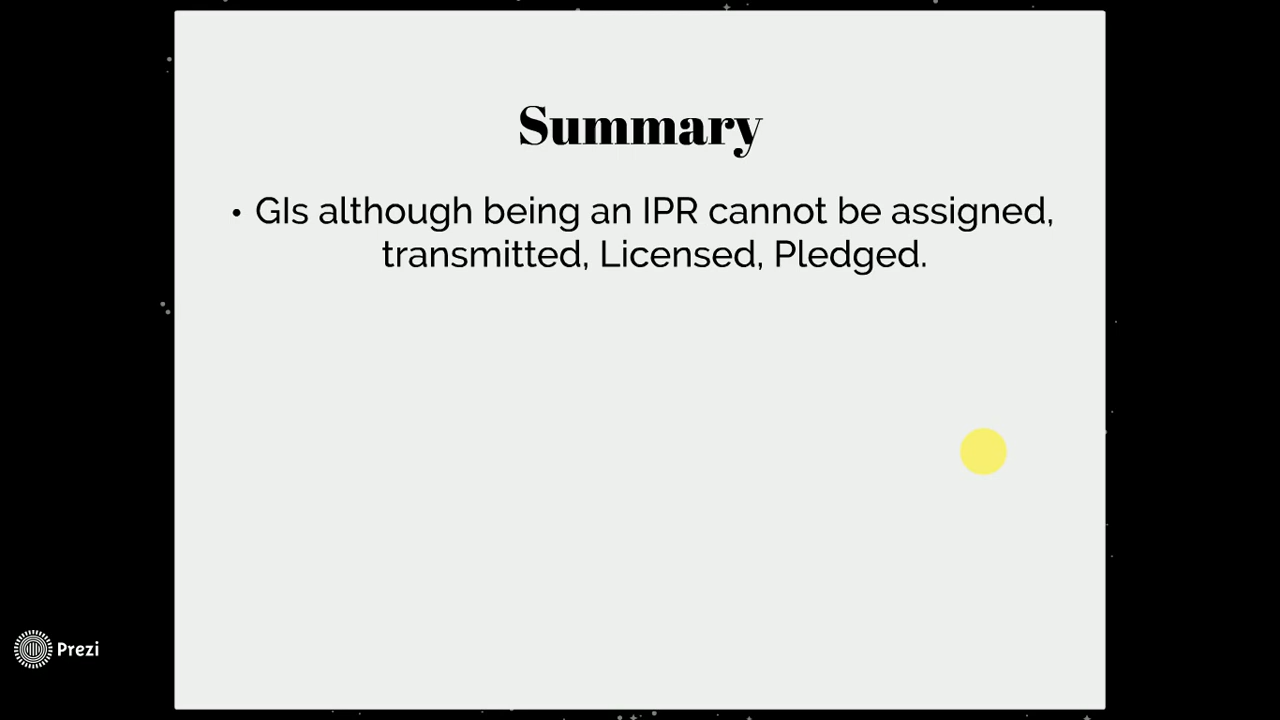 Summary
• GIs although being an IPR cannot be assigned,
transmitted, Licensed, Pledged.
Prezi